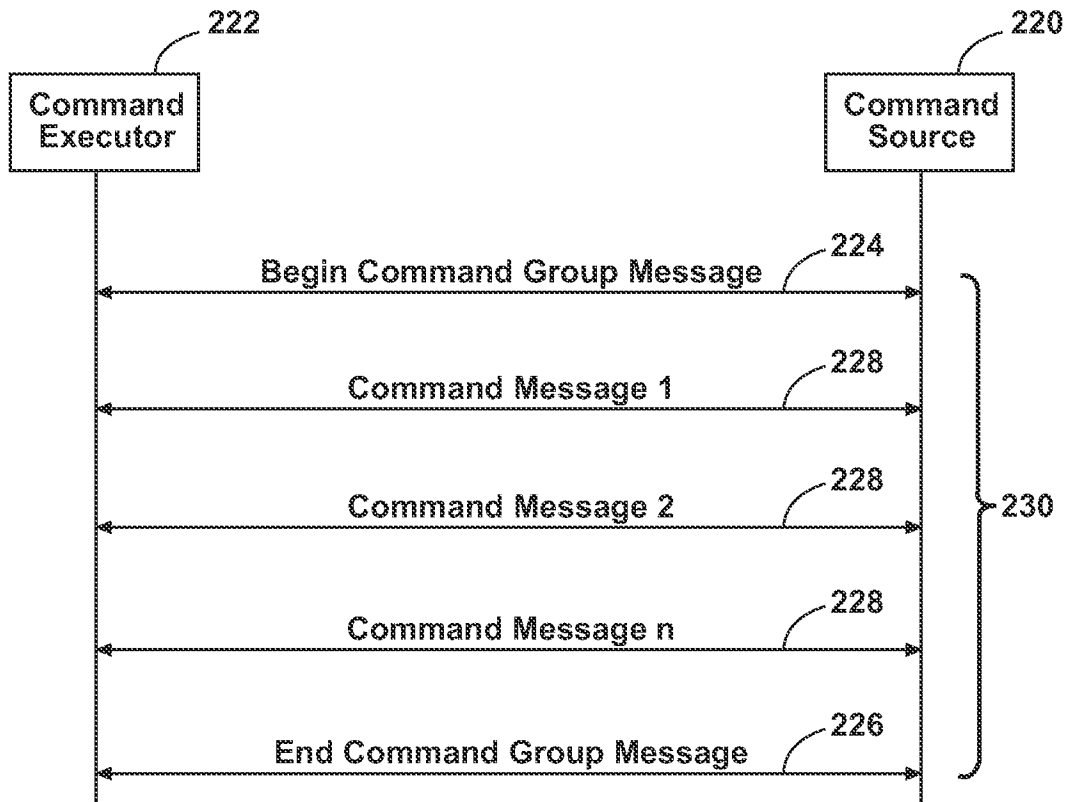 222
220
Command
Executor
Command
Source
224
Begin Command Group Message
228
Command Message 1
228
Command Message 2
230
228
Command Message n
226
End Command Group Message